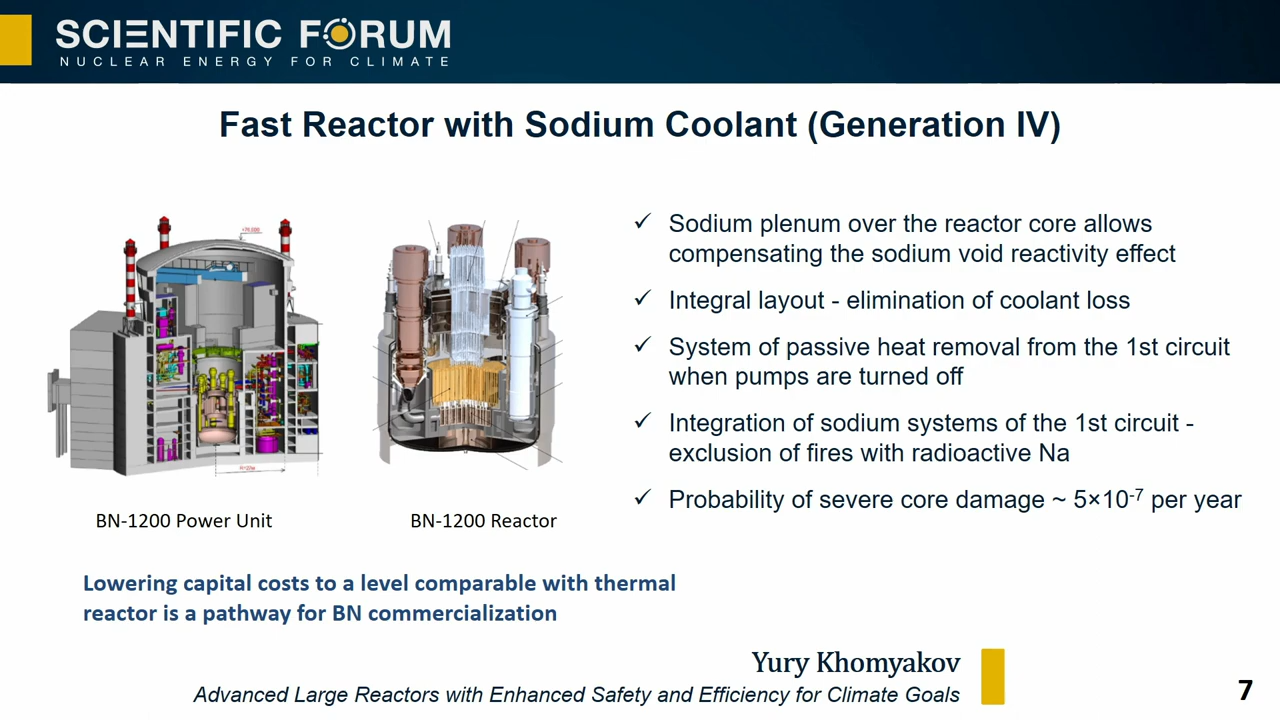 SCIENTIFIC FORUM
NUCLEAR ENERGY FOR CLIMATE
Fast Reactor with Sodium Coolant (Generation IV)
✓ Sodium plenum over the reactor core allows
compensating the sodium void reactivity effect
✓ Integral layout - elimination of coolant loss
✓ System of passive heat removal from the 1st circuit
when pumps are turned off
✓ Integration of sodium systems of the 1st circuit -
exclusion of fires with radioactive Na
✓ Probability of severe core damage ~ 5×10⁻⁷ per year
BN-1200 Power Unit
BN-1200 Reactor
Lowering capital costs to a level comparable with thermal
reactor is a pathway for BN commercialization
Yury Khomyakov
Advanced Large Reactors with Enhanced Safety and Efficiency for Climate Goals
7